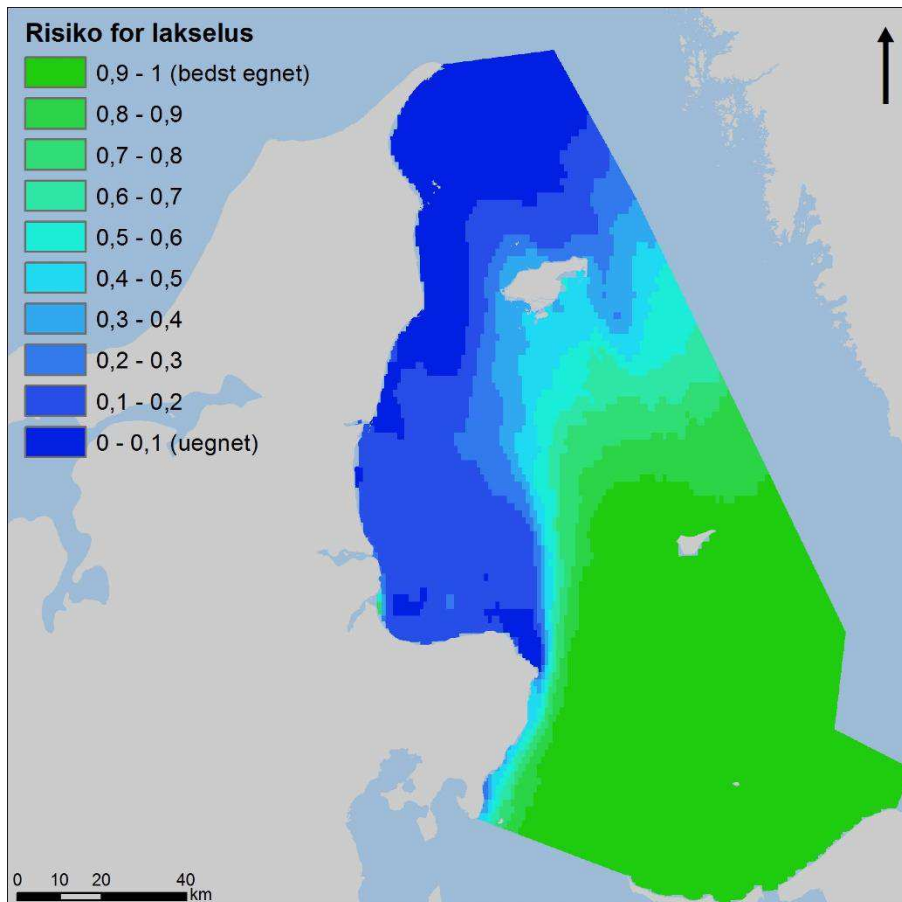 Risiko for lakselus
0,9 - 1 (bedst egnet)
0,8 - 0,9
0,7 - 0,8
0,6 - 0,7
0,5 - 0,6
0,4 - 0,5
0,3 - 0,4
0,2 - 0,3
0,1 - 0,2
0 - 0,1 (uegnet)
0 10 20 40
km